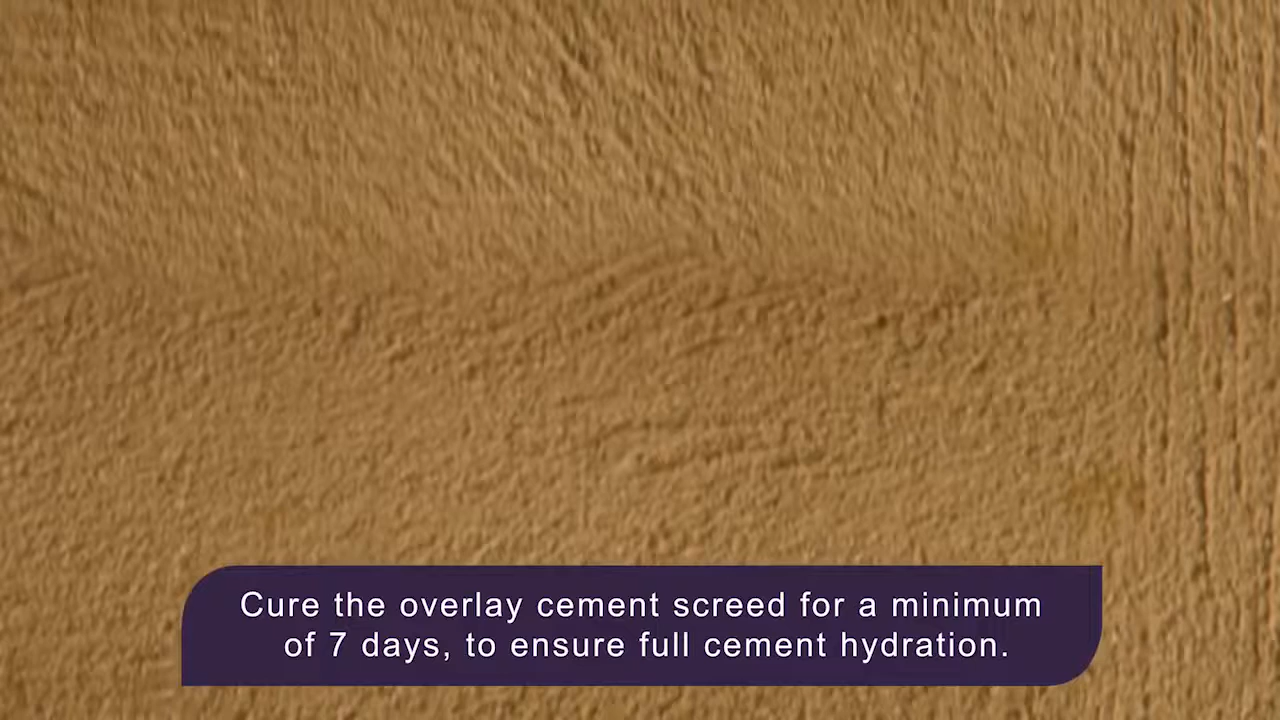 Cure the overlay cement screed for a minimum
of 7 days, to ensure full cement hydration.